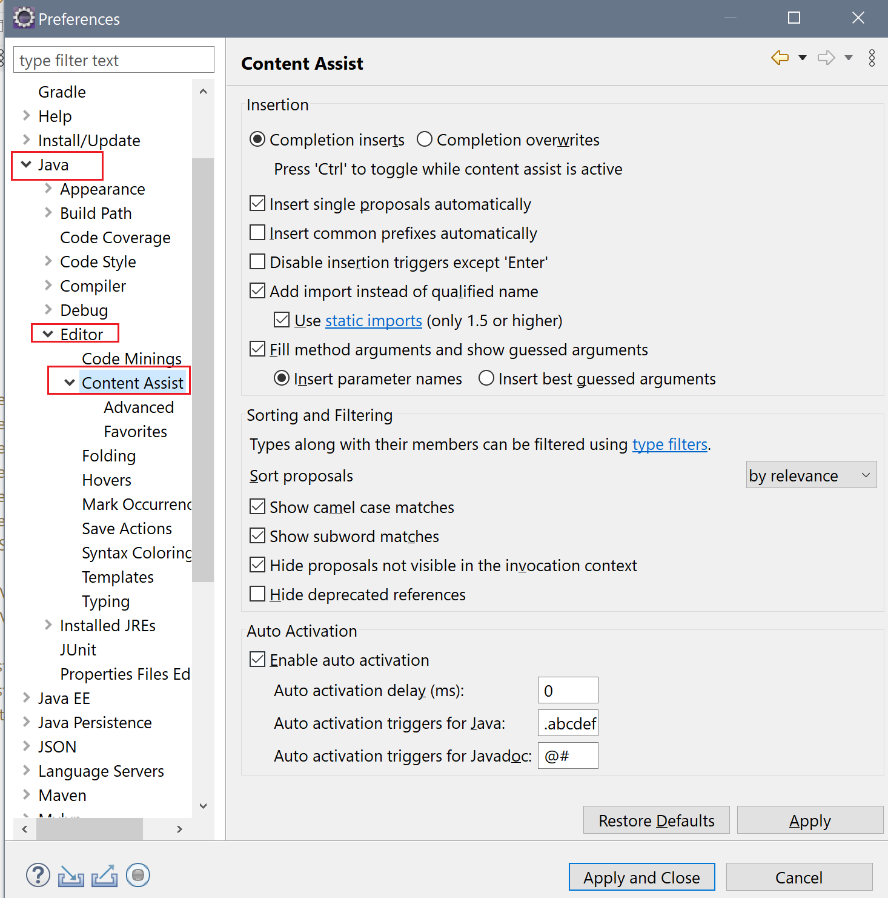 Preferences
type filter text
Gradle
Help
Install/Update
Java
Appearance
Build Path
Code Coverage
Code Style
Compiler
Debug
Editor
Code Minings
Content Assist
Advanced
Favorites
Folding
Hovers
Mark Occurrenc
Save Actions
Syntax Coloring
Templates
Typing
Installed JREs
JUnit
Properties Files Ed
Java EE
Java Persistence
JSON
Language Servers
Maven
Content Assist
Insertion
Completion inserts Completion overwrites
Press 'Ctrl' to toggle while content assist is active
Insert single proposals automatically
Insert common prefixes automatically
Disable insertion triggers except 'Enter'
Add import instead of qualified name
Use static imports (only 1.5 or higher)
Fill method arguments and show guessed arguments
Insert parameter names Insert best guessed arguments
Sorting and Filtering
Types along with their members can be filtered using type filters.
Sort proposals by relevance
Show camel case matches
Show subword matches
Hide proposals not visible in the invocation context
Hide deprecated references
Auto Activation
Enable auto activation
Auto activation delay (ms): 0
Auto activation triggers for Java: .abcdef
Auto activation triggers for Javadoc: @#
Restore Defaults Apply
Apply and Close Cancel